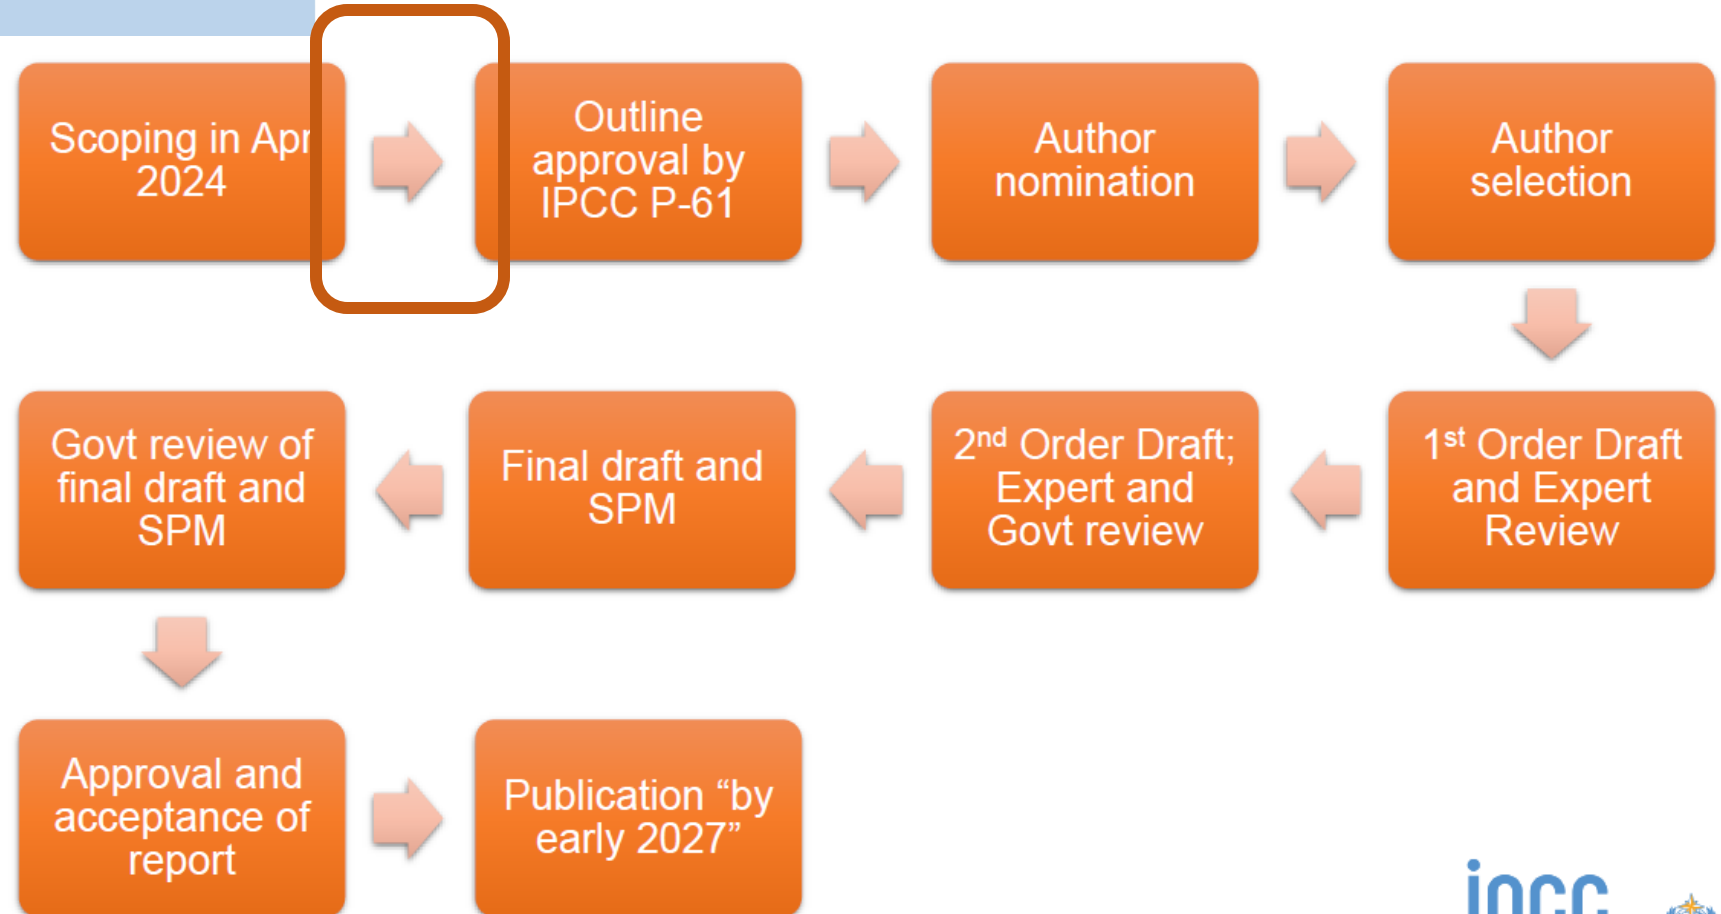 Scoping in Apr
2024
Outline
approval by
IPCC P-61
Author
nomination
Author
selection
1st Order Draft
and Expert
Review
2nd Order Draft;
Expert and
Govt review
Final draft and
SPM
Govt review of
final draft and
SPM
Approval and
acceptance of
report
Publication “by
early 2027”
ipcc